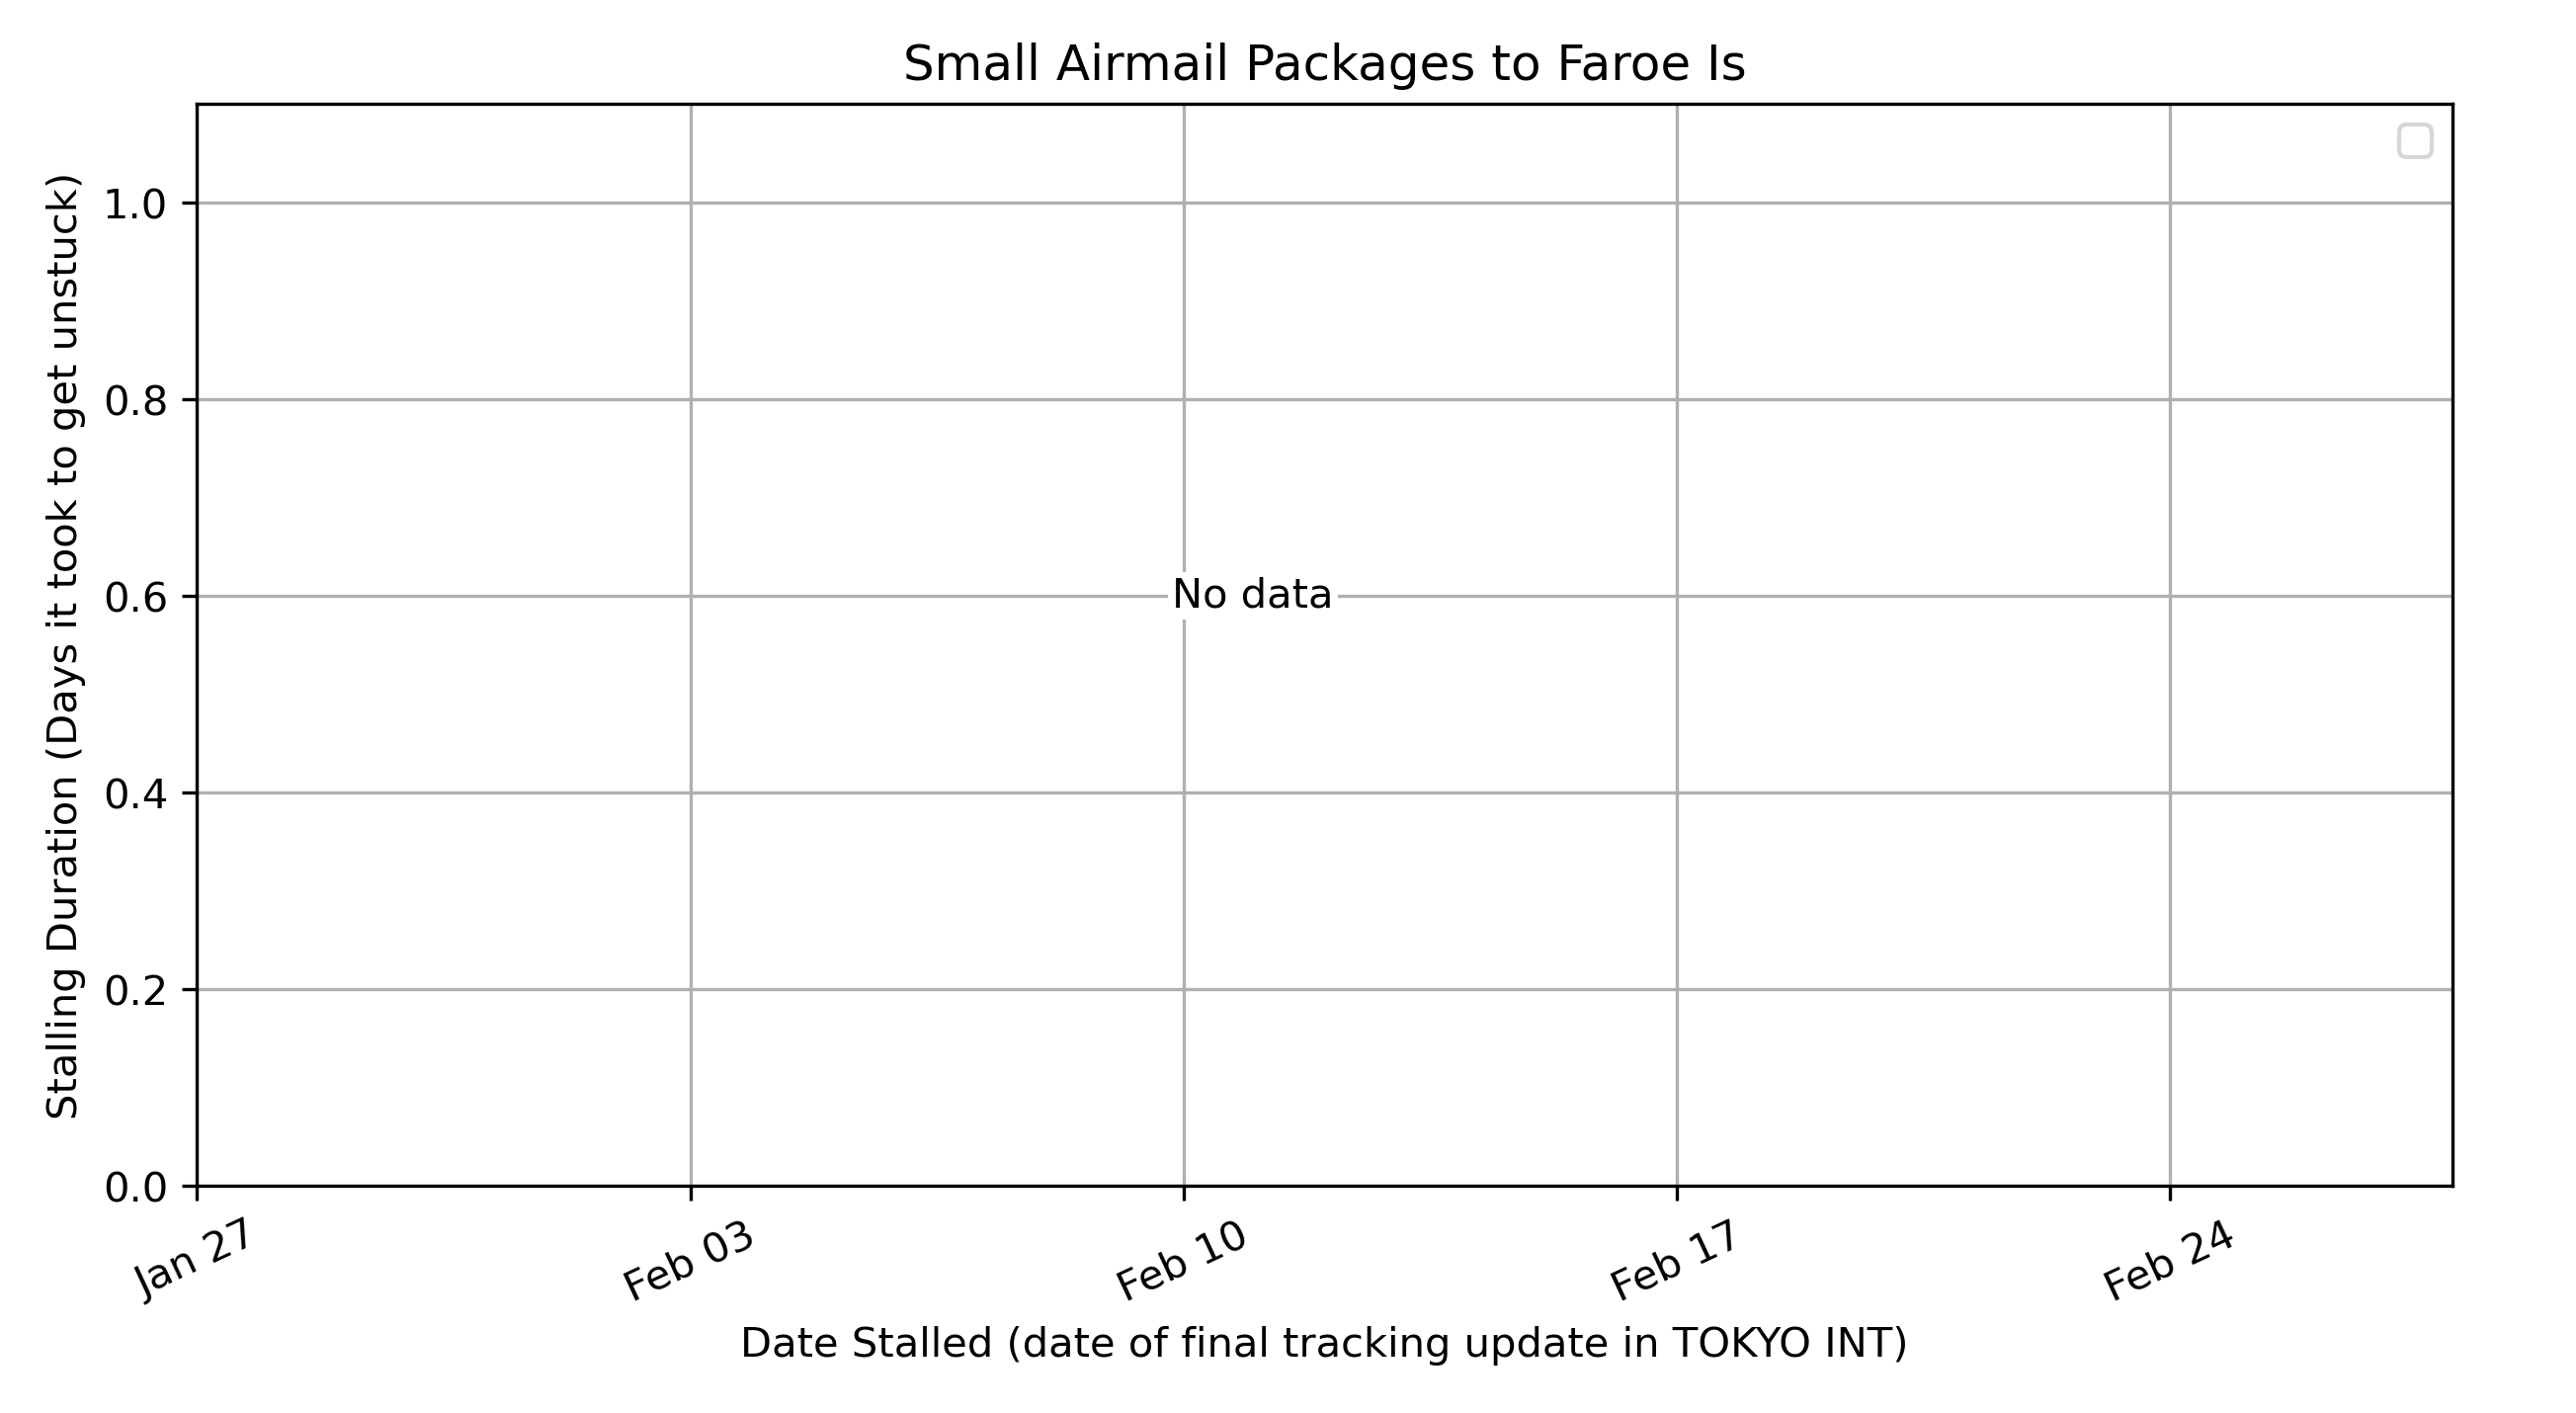 Small Airmail Packages to Faroe Is
Stalling Duration (Days it took to get unstuck)
1.0
0.8
0.6
0.4
0.2
0.0
No data
Jan 27
Feb 03
Feb 10
Feb 17
Feb 24
Date Stalled (date of final tracking update in TOKYO INT)